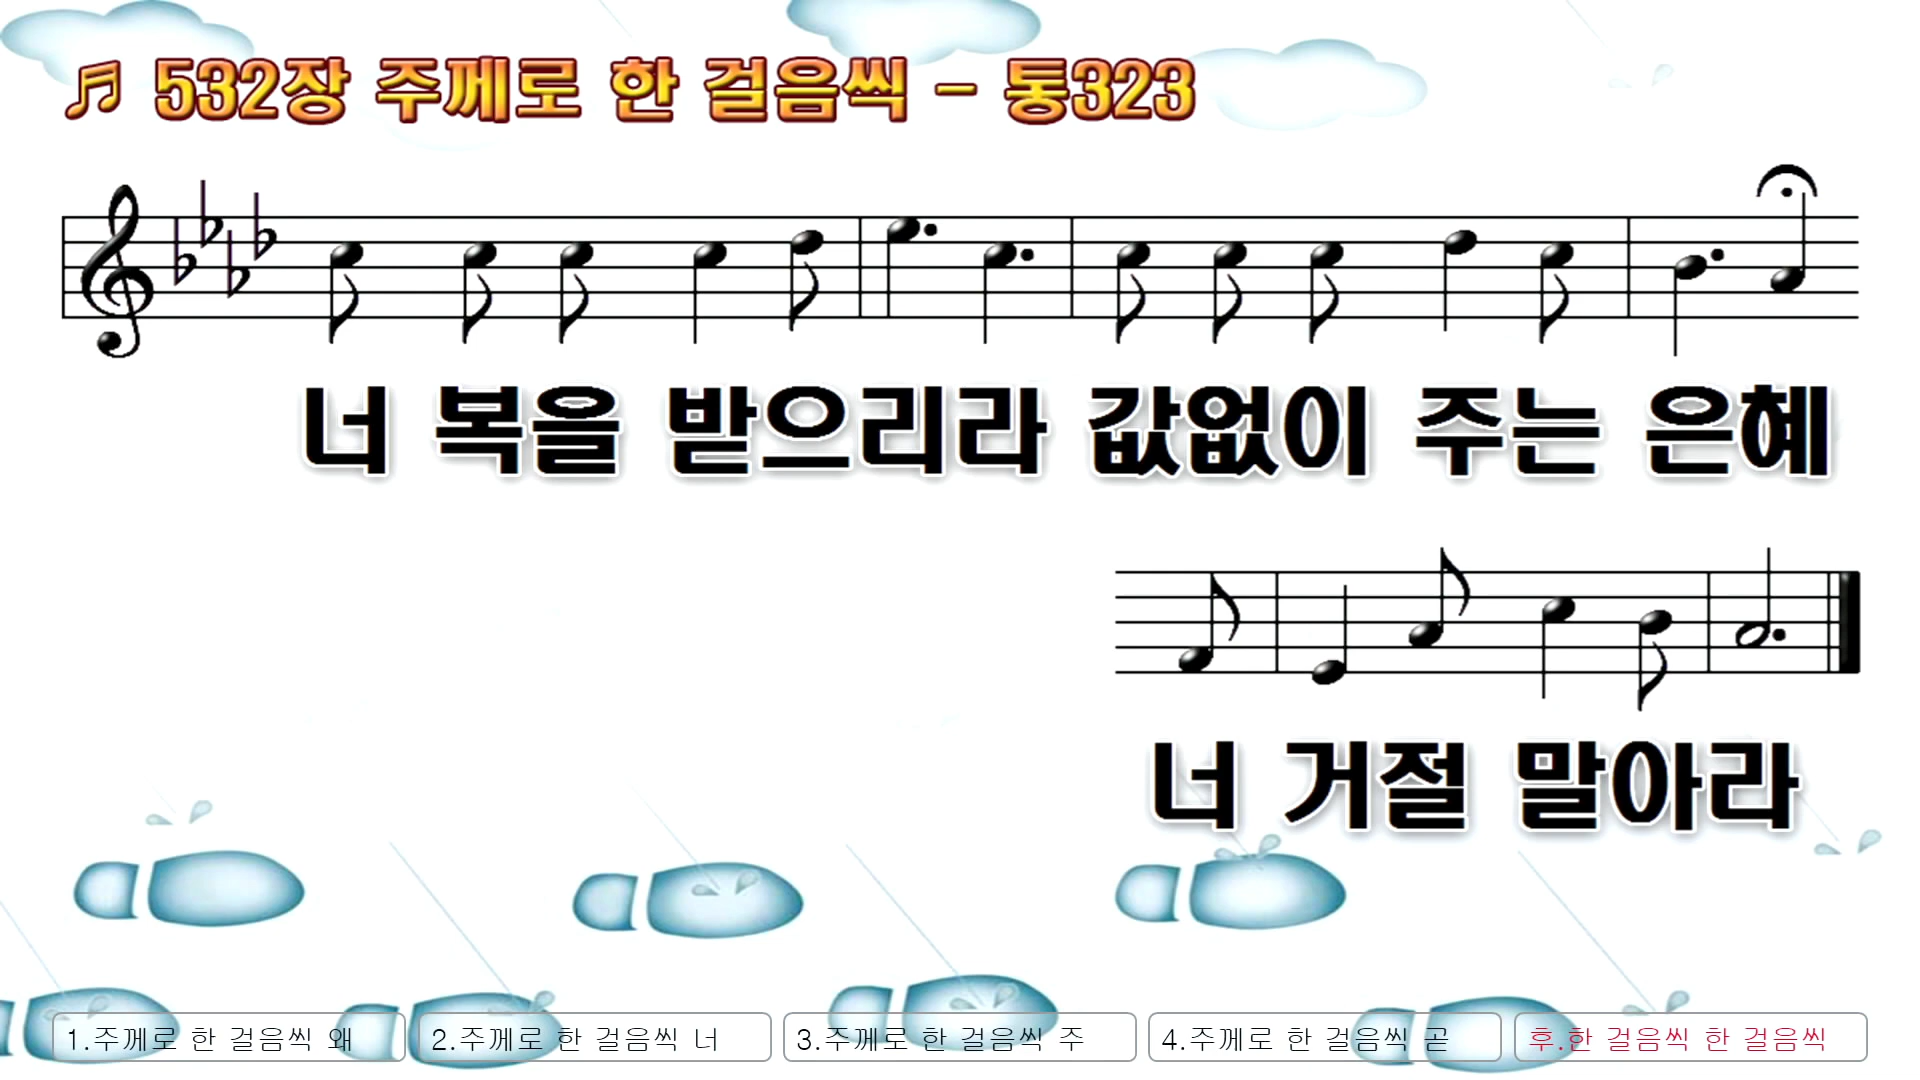 ♬ 532장 주께로 한 걸음씩 - 통323
너 복을 받으리라 값없이 주는 은혜
너 거절 말아라
1.주께로 한 걸음씩 왜
2.주께로 한 걸음씩 너
3.주께로 한 걸음씩 주
4.주께로 한 걸음씩 곧
후.한 걸음씩 한 걸음씩